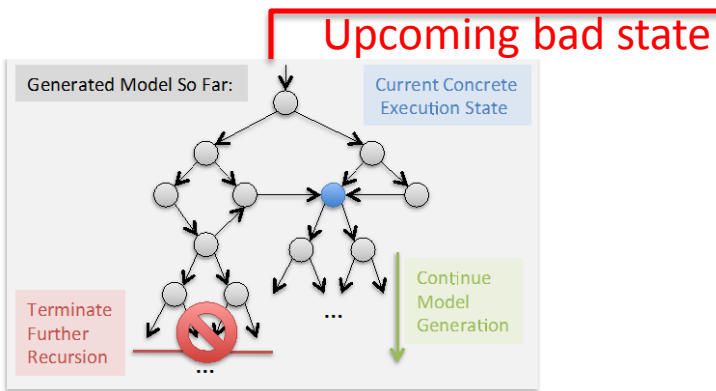 Upcoming bad state
Generated Model So Far:
Current Concrete
Execution State
Continue
Model
Generation
Terminate
Further
Recursion
...
...